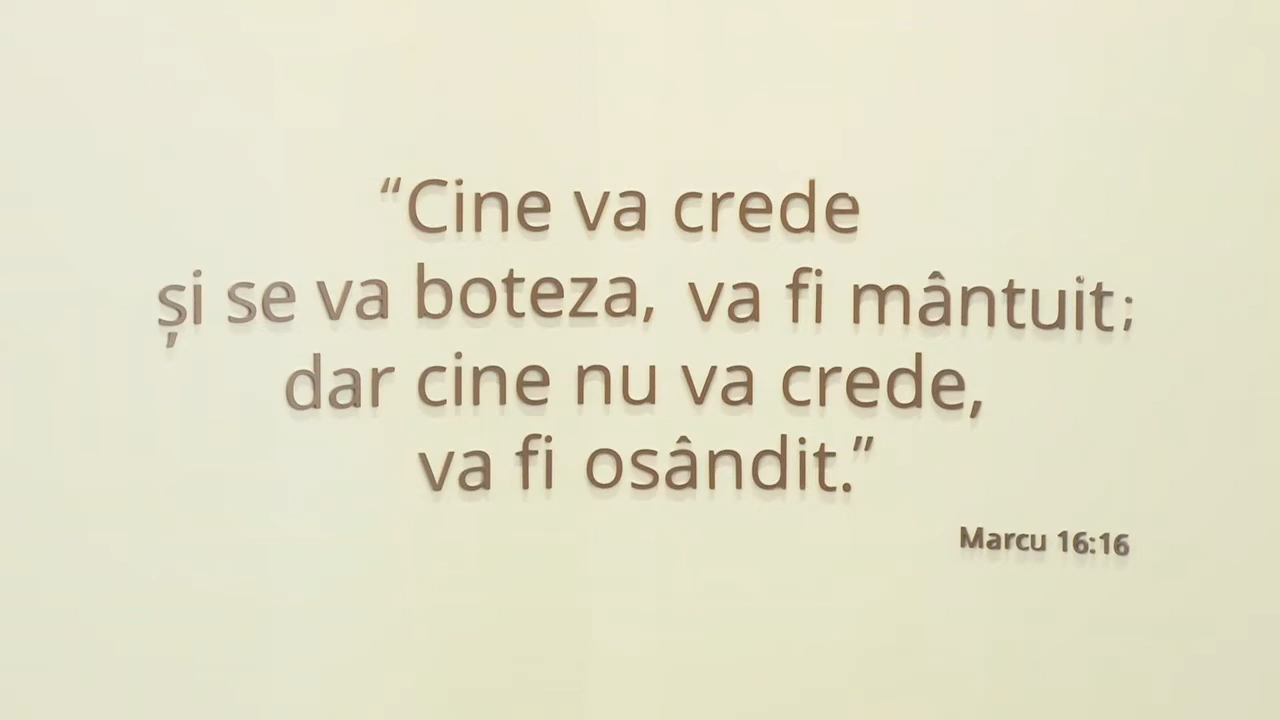 “Cine va crede
și se va boteza, va fi mântuit;
dar cine nu va crede,
va fi osândit.”
Marcu 16:16